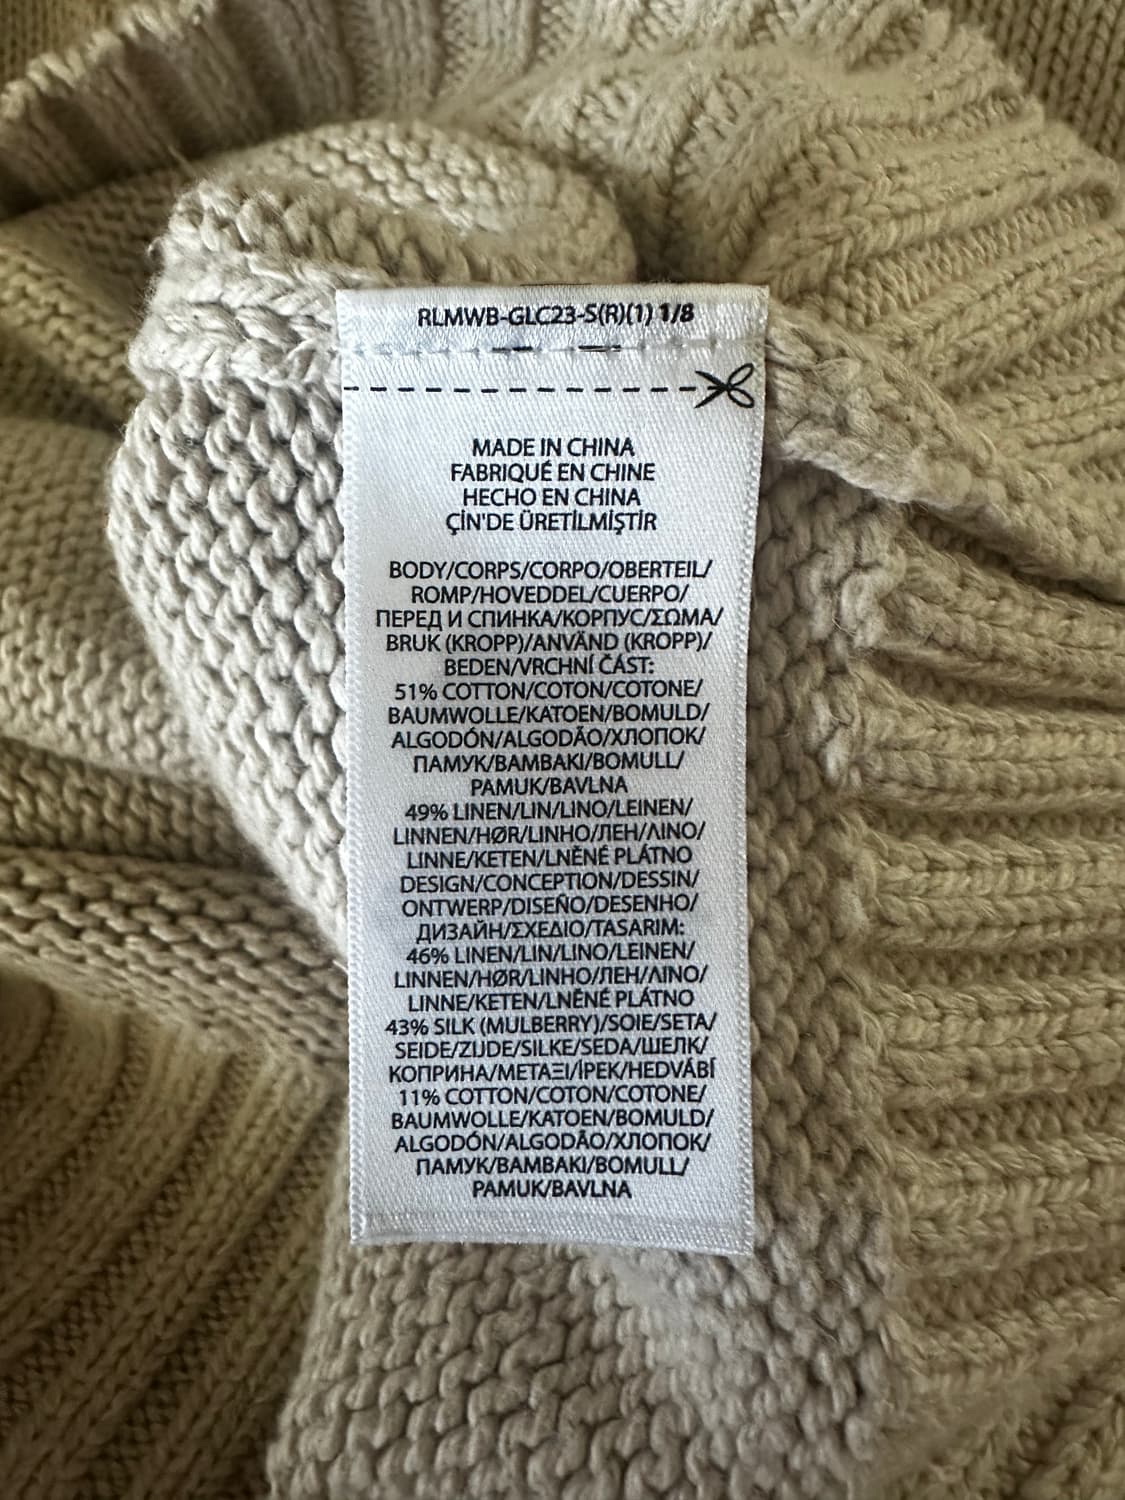 RLMWB-GLC23-S(R)(1) 1/8
MADE IN CHINA
FABRIQUÉ EN CHINE
HECHO EN CHINA
ÇİN'DE ÜRETİLMİŞTİR
BODY/CORPS/CORPO/OBERTEIL/
ROMP/HOVEDDEL/CUERPO/
ПЕРЕД И СПИНКА/КОРПУС/ΣΩΜΑ/
BRUK (KROPP)/ANVÄND (KROPP)/
BEDEN/VRCHNÍ ČÁST:
51% COTTON/COTON/COTONE/
BAUMWOLLE/KATOEN/BOMULD/
ALGODÓN/ALGODÃO/ХЛОПОК/
ПАМУК/ΒΑΜΒΑΚΙ/BOMULL/
PAMUK/BAVLNA
49% LINEN/LIN/LINO/LEINEN/
LINNEN/HØR/LINHO/ЛЕН/ΛΙΝΟ/
LINNE/KETEN/LNĚNÉ PLÁTNO
DESIGN/CONCEPTION/DESSIN/
ONTWERP/DISEÑO/DESENHO/
ДИЗАЙН/ΣΧΕΔΙΟ/TASARIM:
46% LINEN/LIN/LINO/LEINEN/
LINNEN/HØR/LINHO/ЛЕН/ΛΙΝΟ/
LINNE/KETEN/LNĚNÉ PLÁTNO
43% SILK (MULBERRY)/SOIE/SETA/
SEIDE/ZIJDE/SILKE/SEDA/ШЕЛК/
КОПРИНА/ΜΕΤΑΞΙ/İPEK/HEDVÁBÍ
11% COTTON/COTON/COTONE/
BAUMWOLLE/KATOEN/BOMULD/
ALGODÓN/ALGODÃO/ХЛОПОК/
ПАМУК/ΒΑΜΒΑΚΙ/BOMULL/
PAMUK/BAVLNA